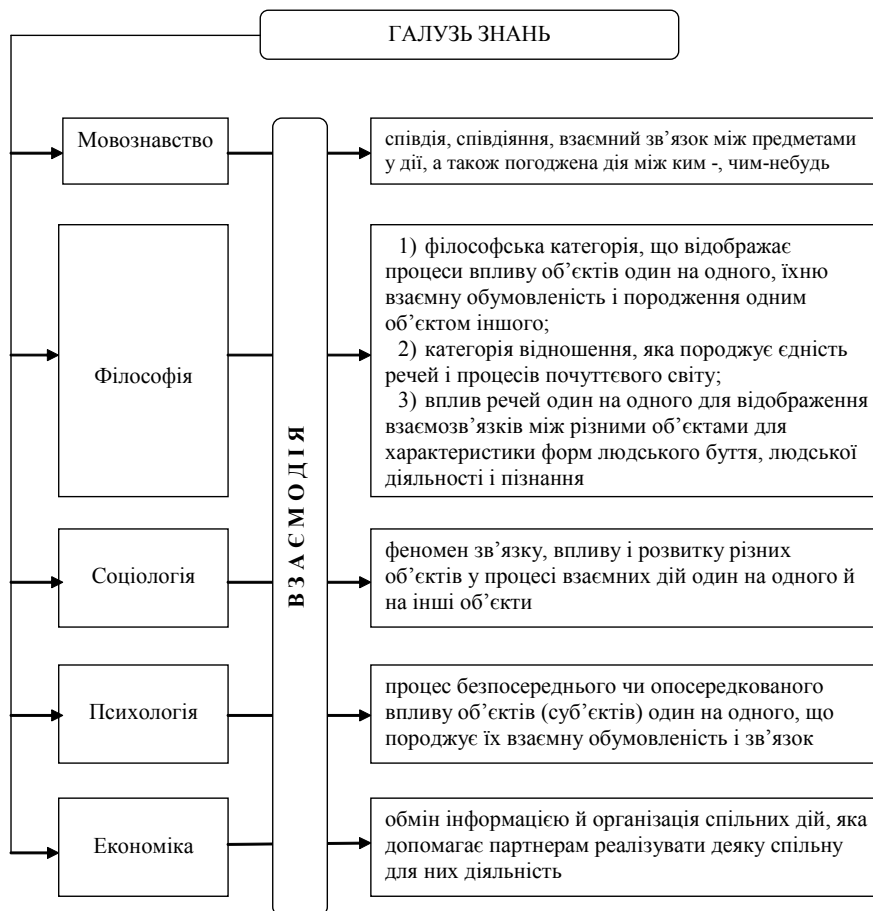 ГАЛУЗЬ ЗНАНЬ
Мовознавство
співдія, співдіяння, взаємний зв’язок між предметами
у дії, а також погоджена дія між ким -, чим-небудь
Філософія
1) філософська категорія, що відображає
процеси впливу об’єктів один на одного, їхню
взаємну обумовленість і породження одним
об’єктом іншого;
2) категорія відношення, яка породжує єдність
речей і процесів почуттєвого світу;
3) вплив речей один на одного для відображення
взаємозв’язків між різними об’єктами для
характеристики форм людського буття, людської
діяльності і пізнання
ВЗАЄМОДІЯ
Соціологія
феномен зв’язку, впливу і розвитку різних
об’єктів у процесі взаємних дій один на одного й
на інші об’єкти
Психологія
процес безпосереднього чи опосередкованого
впливу об’єктів (суб’єктів) один на одного, що
породжує їх взаємну обумовленість і зв’язок
Економіка
обмін інформацією й організація спільних дій, яка
допомагає партнерам реалізувати деяку спільну
для них діяльність